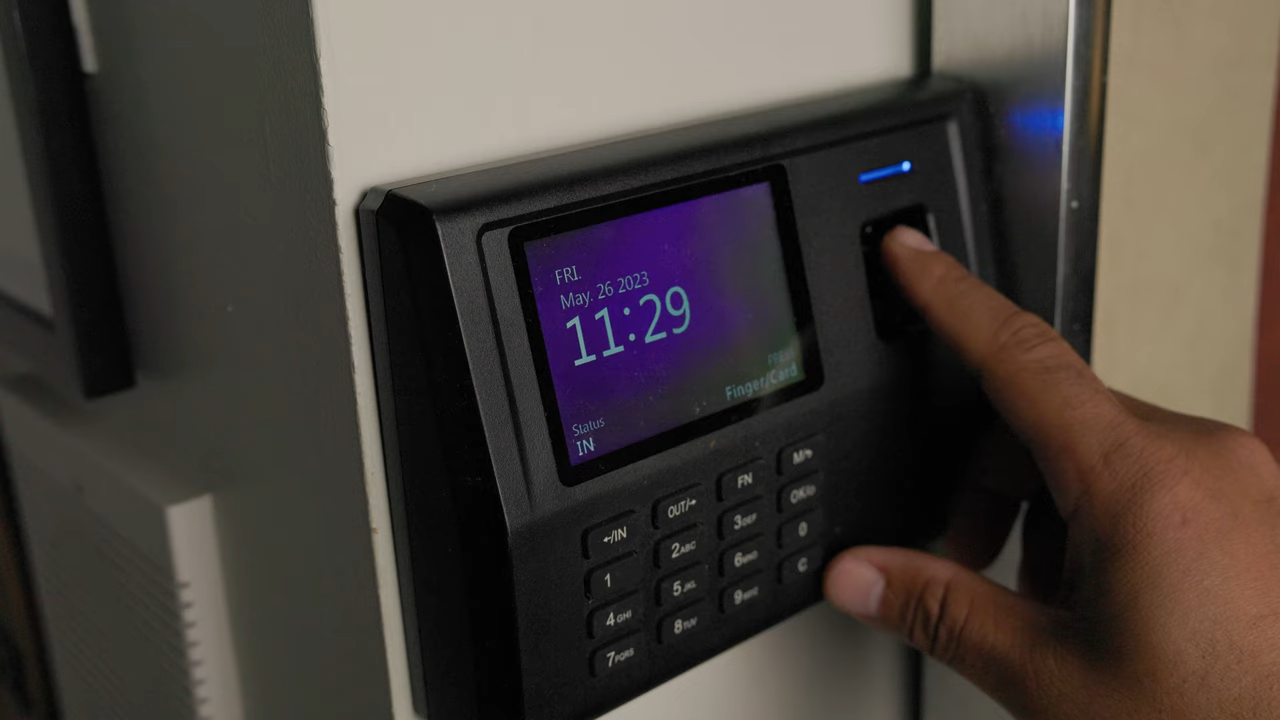 FRI.
May. 26 2023
11:29
PRESS
Finger/Card
Status
IN
←/IN OUT/→ FN M/
1 2ABC 3DEF OK/
4GHI 5JKL 6MNO 0
7PQRS 8TUV 9WXYZ C